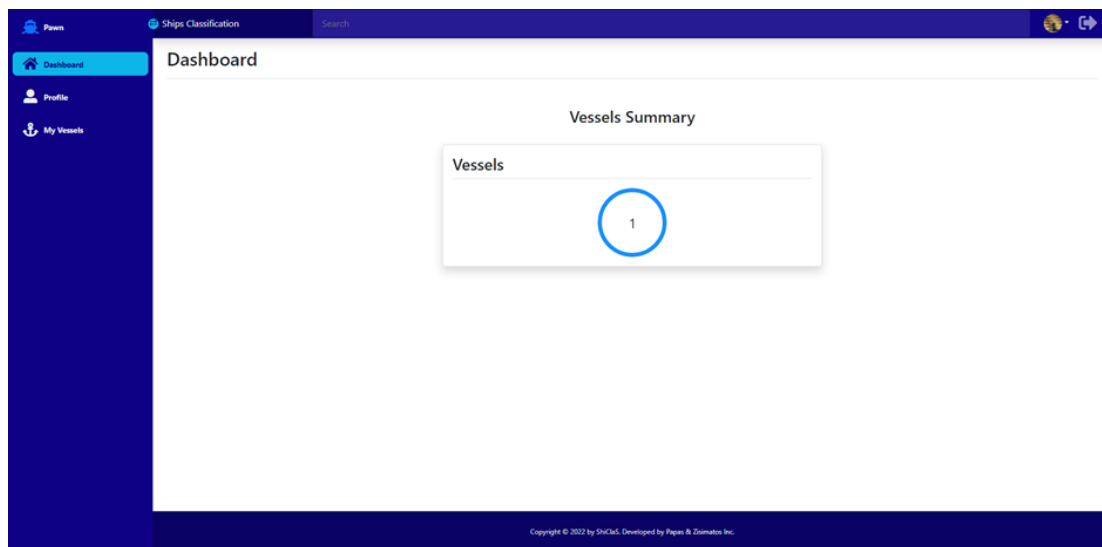 Pawn
Ships Classification
Search
Dashboard
Profile
My Vessels
Dashboard
Vessels Summary
Vessels
1
Copyright © 2022 by ShiClaS. Developed by Papas & Zisimatos Inc.